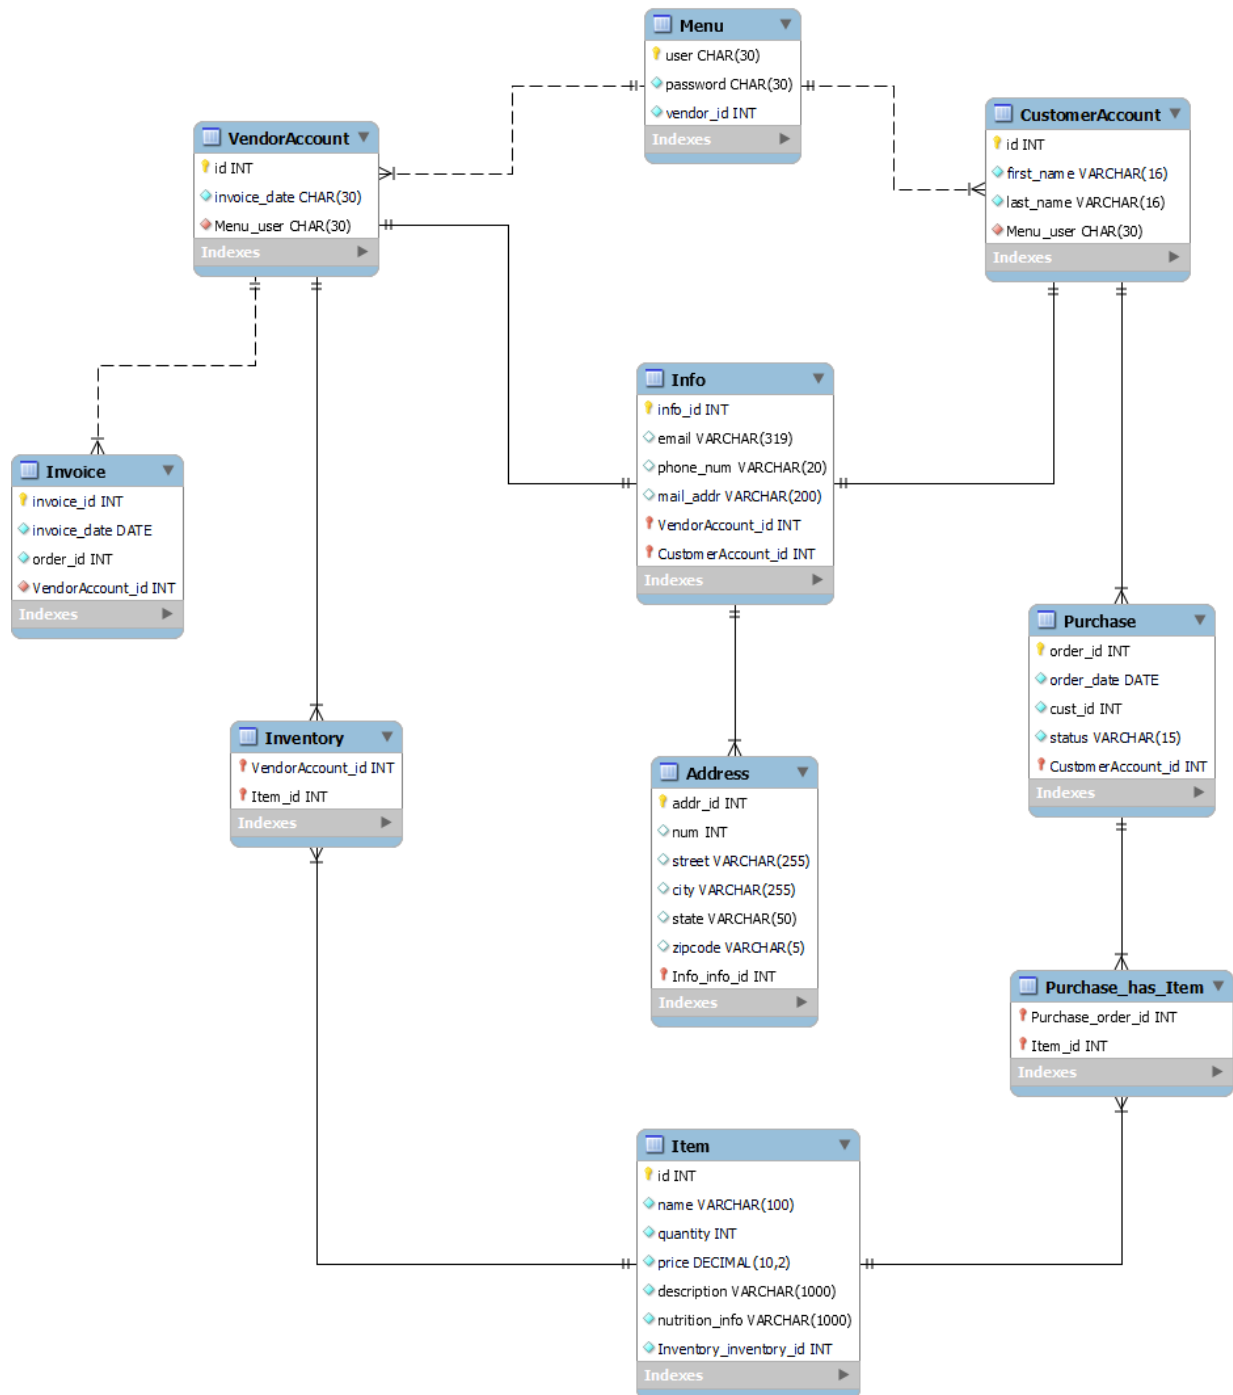 Menu
user CHAR(30)
password CHAR(30)
vendor_id INT
Indexes
VendorAccount
id INT
invoice_date CHAR(30)
Menu_user CHAR(30)
Indexes
CustomerAccount
id INT
first_name VARCHAR(16)
last_name VARCHAR(16)
Menu_user CHAR(30)
Indexes
Info
info_id INT
email VARCHAR(319)
phone_num VARCHAR(20)
mail_addr VARCHAR(200)
VendorAccount_id INT
CustomerAccount_id INT
Indexes
Invoice
invoice_id INT
invoice_date DATE
order_id INT
VendorAccount_id INT
Indexes
Purchase
order_id INT
order_date DATE
cust_id INT
status VARCHAR(15)
CustomerAccount_id INT
Indexes
Inventory
VendorAccount_id INT
Item_id INT
Indexes
Address
addr_id INT
num INT
street VARCHAR(255)
city VARCHAR(255)
state VARCHAR(50)
zipcode VARCHAR(5)
Info_info_id INT
Indexes
Purchase_has_Item
Purchase_order_id INT
Item_id INT
Indexes
Item
id INT
name VARCHAR(100)
quantity INT
price DECIMAL(10,2)
description VARCHAR(1000)
nutrition_info VARCHAR(1000)
Inventory_inventory_id INT
Indexes